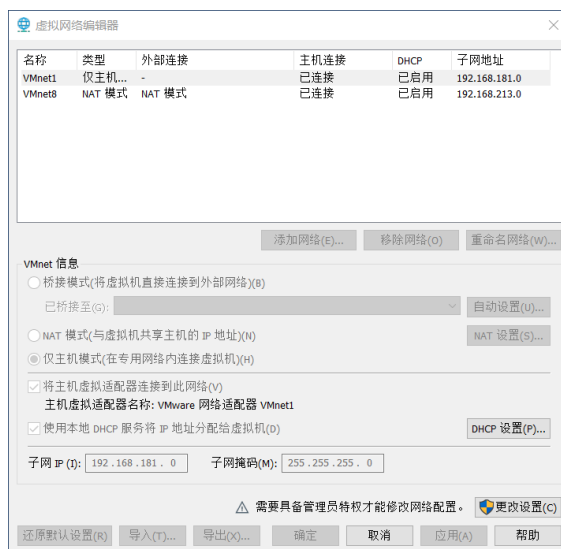 虚拟网络编辑器
名称 类型 外部连接 主机连接 DHCP 子网地址
VMnet1 仅主机... - 已连接 已启用 192.168.181.0
VMnet8 NAT 模式 NAT 模式 已连接 已启用 192.168.213.0
添加网络(E)... 移除网络(O) 重命名网络(W)...
VMnet 信息
桥接模式(将虚拟机直接连接到外部网络)(B)
已桥接至(G): 自动设置(U)...
NAT 模式(与虚拟机共享主机的 IP 地址)(N) NAT 设置(S)...
仅主机模式(在专用网络内连接虚拟机)(H)
将主机虚拟适配器连接到此网络(V)
主机虚拟适配器名称: VMware 网络适配器 VMnet1
使用本地 DHCP 服务将 IP 地址分配给虚拟机(D) DHCP 设置(P)...
子网 IP (I): 192.168.181. 0 子网掩码(M): 255.255.255. 0
需要具备管理员特权才能修改网络配置。 更改设置(C)
还原默认设置(R) 导入(T)... 导出(X)... 确定 取消 应用(A) 帮助